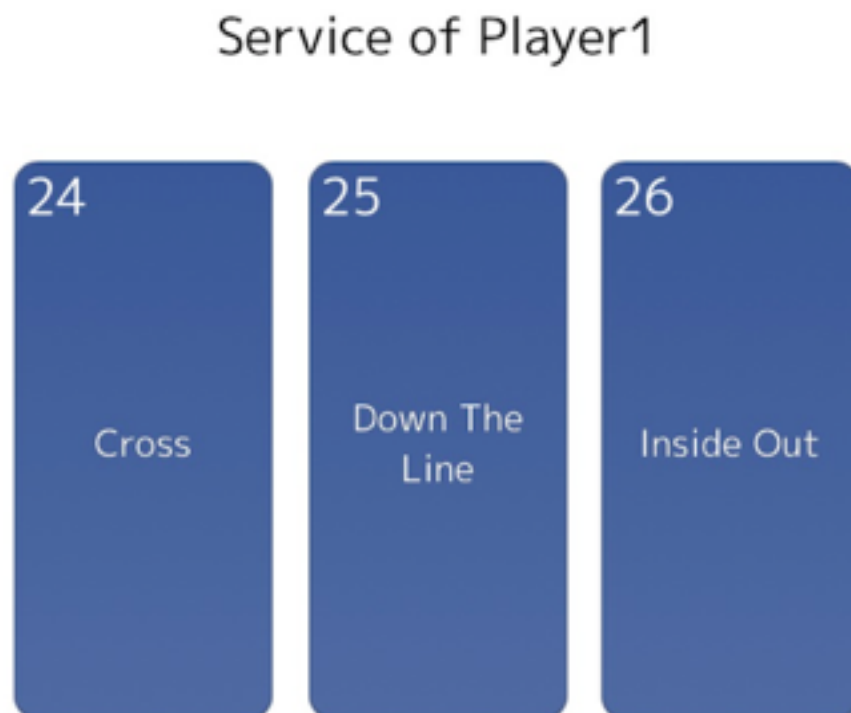 Service of Player1
24
25
26
Cross
Down The
Line
Inside Out